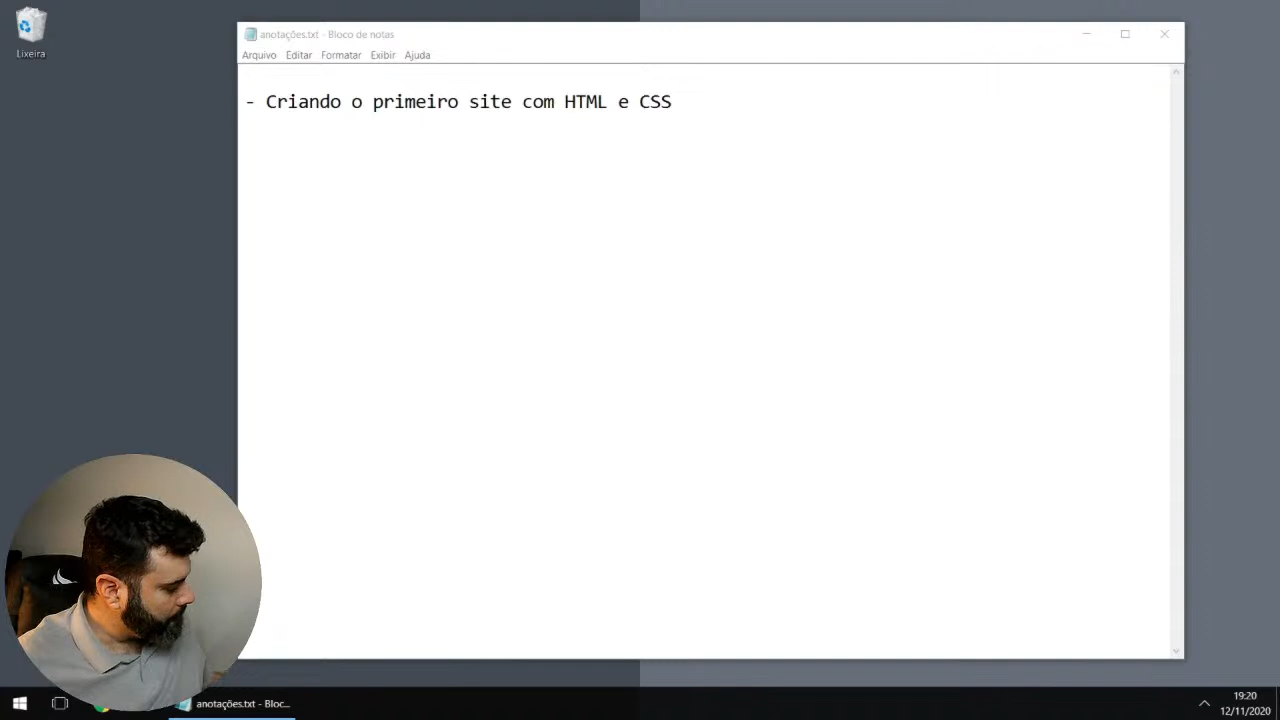 anotações.txt - Bloco de notas
Arquivo Editar Formatar Exibir Ajuda
- Criando o primeiro site com HTML e CSS
Lixeira
anotações.txt - Bloc...
19:20
12/11/2020